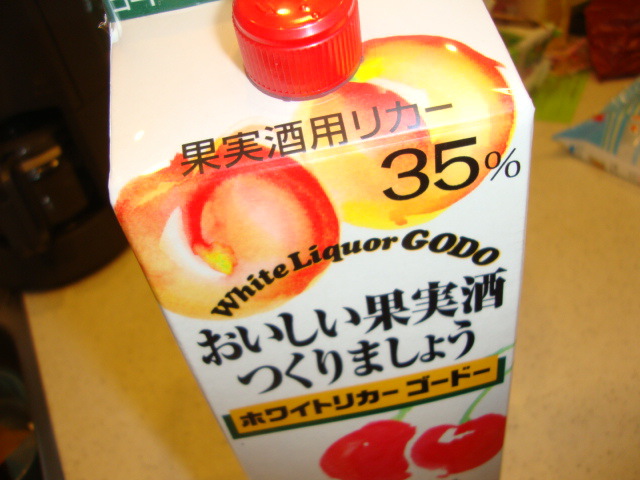 果実酒用リカー
35%
White Liquor GODO
おいしい果実酒
つくりましょう
ホワイトリカー ゴードー